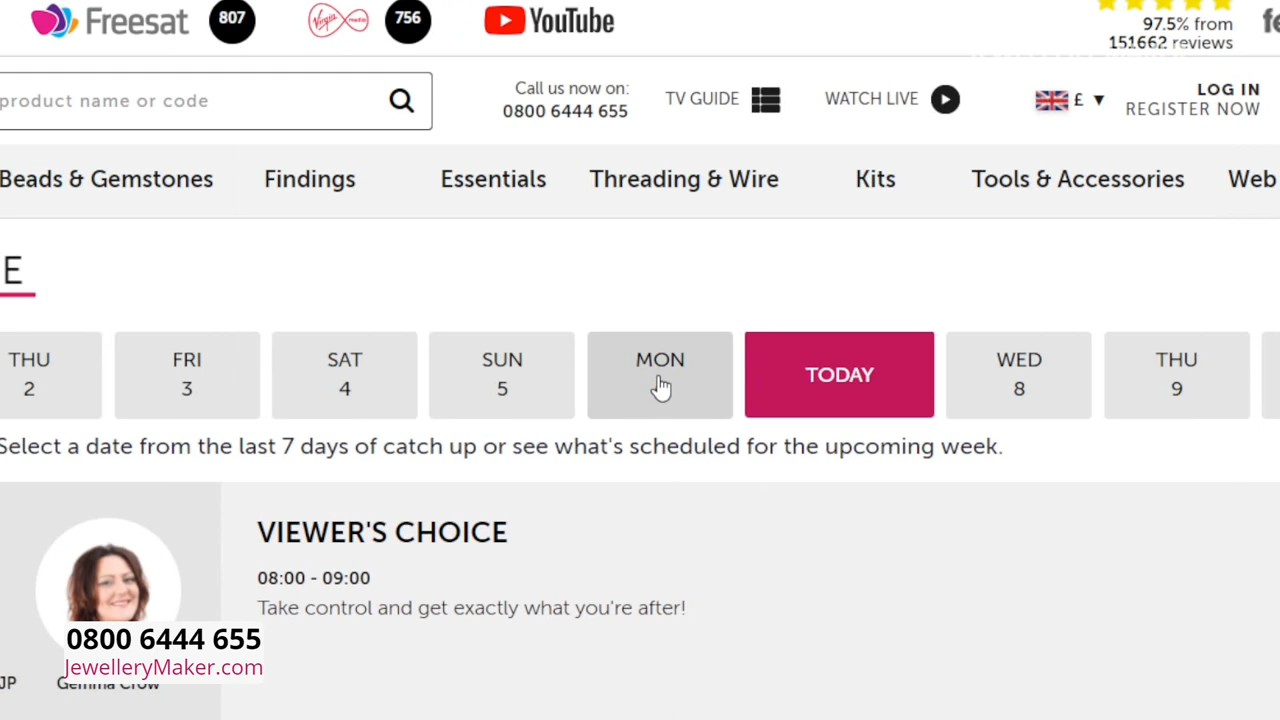 Freesat 807 Virgin media 756 YouTube
97.5% from
151662 reviews
product name or code
Call us now on:
0800 6444 655
TV GUIDE
WATCH LIVE
£
LOG IN
REGISTER NOW
Beads & Gemstones Findings Essentials Threading & Wire Kits Tools & Accessories Web
E
THU
2
FRI
3
SAT
4
SUN
5
MON
TODAY
WED
8
THU
9
Select a date from the last 7 days of catch up or see what's scheduled for the upcoming week.
VIEWER'S CHOICE
08:00 - 09:00
Take control and get exactly what you're after!
0800 6444 655
JewelleryMaker.com
JP Gemma Crow